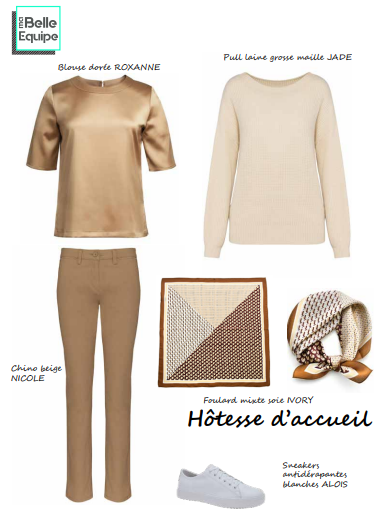 ma
Belle
Equipe
Blouse dorée ROXANNE
Pull laine grosse maille JADE
Chino beige
NICOLE
Foulard mixte soie IVORY
Hôtesse d'accueil
Sneakers
antidérapantes
blanches ALOIS